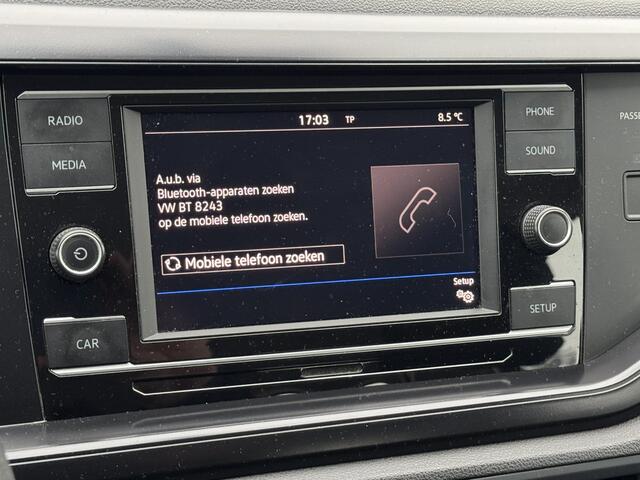 RADIO
MEDIA
CAR
17:03 TP 8.5 °C
A.u.b. via
Bluetooth-apparaten zoeken
VW BT 8243
op de mobiele telefoon zoeken.
Mobiele telefoon zoeken
Setup
PHONE
SOUND
SETUP
PASSE